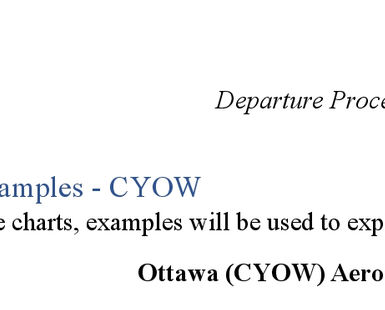 Departure Proce
amples - CYOW
e charts, examples will be used to exp
Ottawa (CYOW) Aero